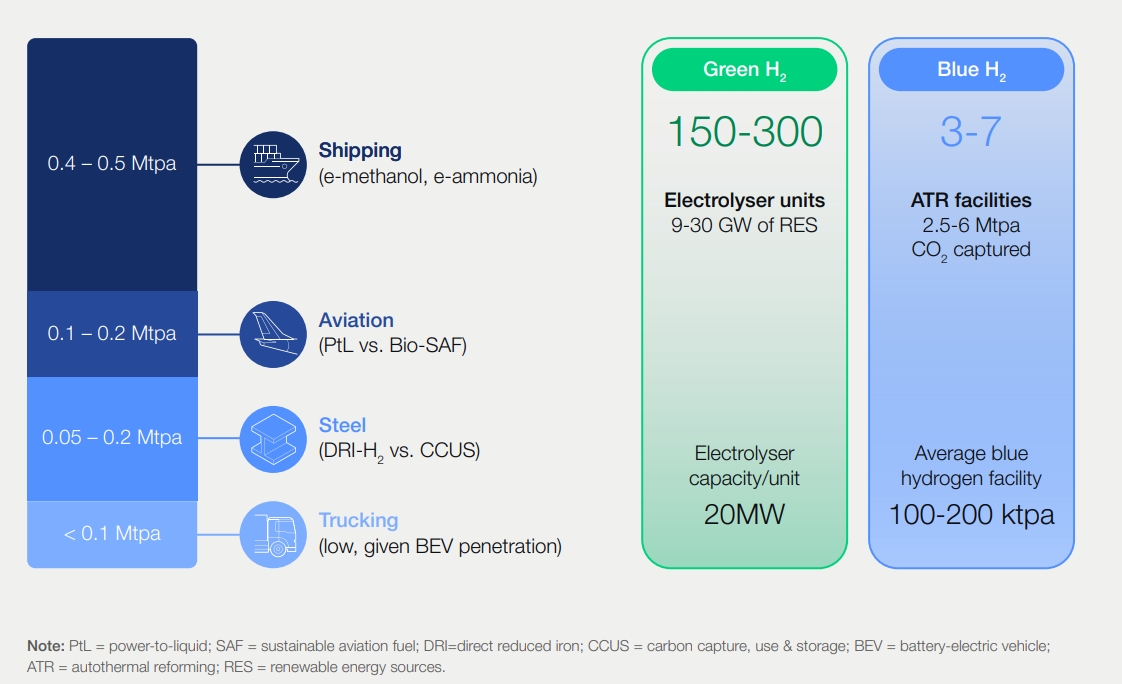 0.4 – 0.5 Mtpa
Shipping
(e-methanol, e-ammonia)
0.1 – 0.2 Mtpa
Aviation
(PtL vs. Bio-SAF)
0.05 – 0.2 Mtpa
Steel
(DRI-H₂ vs. CCUS)
< 0.1 Mtpa
Trucking
(low, given BEV penetration)
Green H₂
150-300
Electrolyser units
9-30 GW of RES
Electrolyser
capacity/unit
20MW
Blue H₂
3-7
ATR facilities
2.5-6 Mtpa
CO₂ captured
Average blue
hydrogen facility
100-200 ktpa
Note: PtL = power-to-liquid; SAF = sustainable aviation fuel; DRI=direct reduced iron; CCUS = carbon capture, use & storage; BEV = battery-electric vehicle;
ATR = autothermal reforming; RES = renewable energy sources.